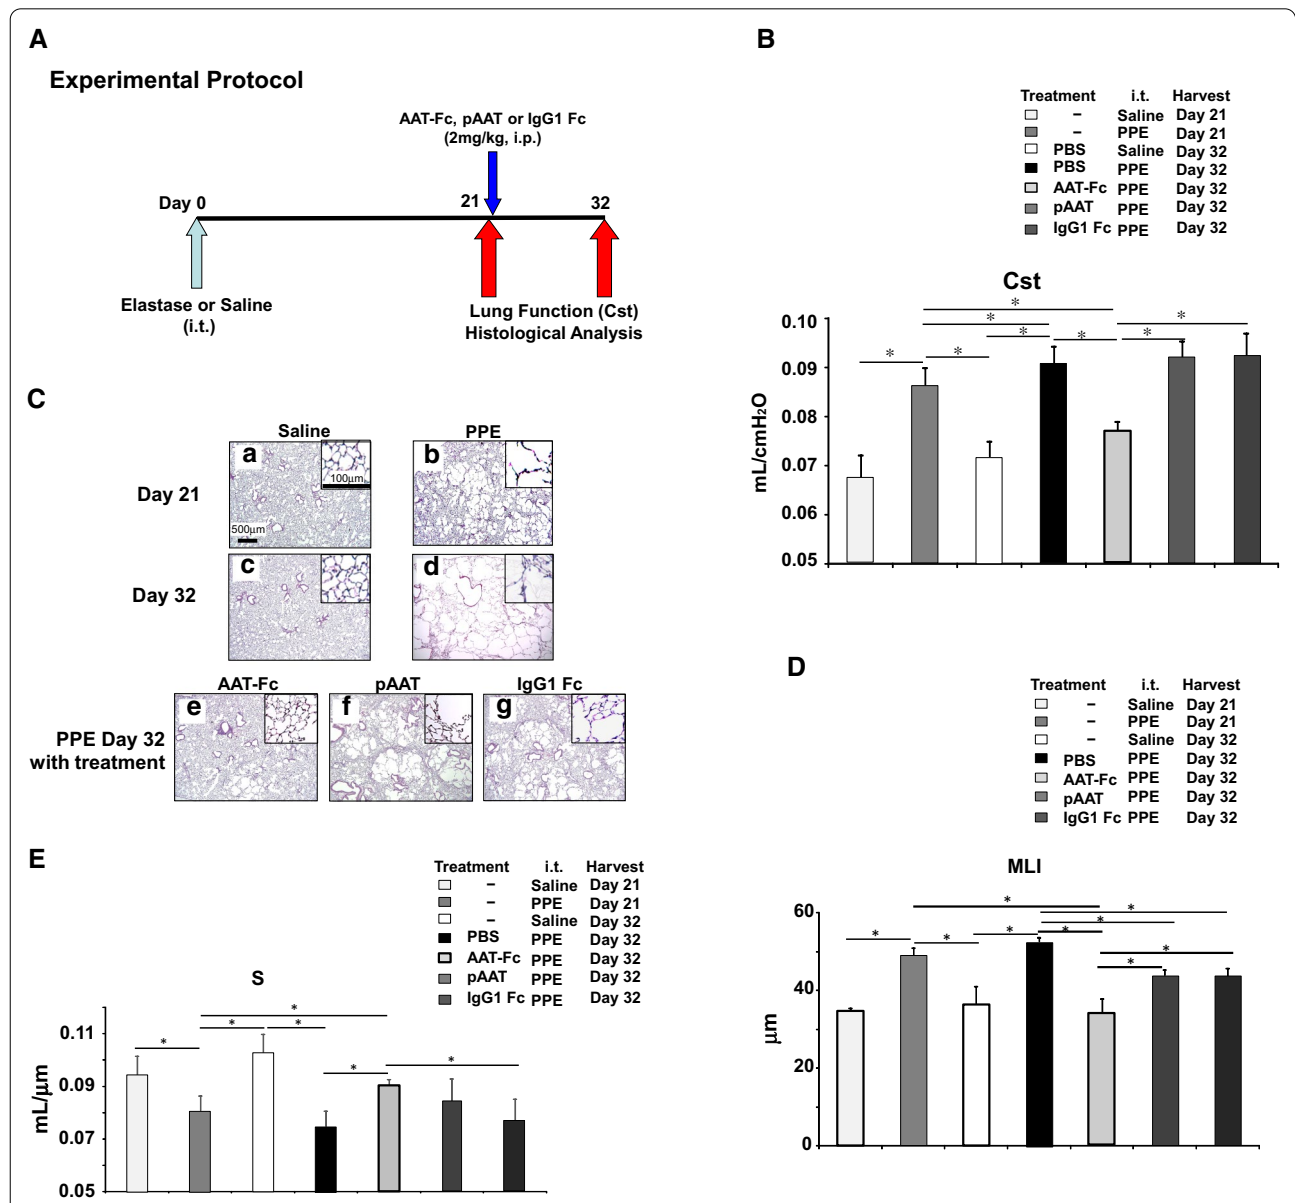 A
Experimental Protocol
AAT-Fc, pAAT or IgG1 Fc
(2mg/kg, i.p.)
Day 0
21
32
Elastase or Saline
(i.t.)
Lung Function (Cst)
Histological Analysis
B
Treatment i.t. Harvest
– Saline Day 21
– PPE Day 21
PBS Saline Day 32
PBS PPE Day 32
AAT-Fc PPE Day 32
pAAT PPE Day 32
IgG1 Fc PPE Day 32
Cst
mL/cmH₂O
0.10
0.09
0.08
0.07
0.06
0.05
* * * * * * * *
C
Saline PPE
Day 21
a
100μm
500μm
b
Day 32
c
d
AAT-Fc pAAT IgG1 Fc
PPE Day 32
with treatment
e
f
g
D
Treatment i.t. Harvest
– Saline Day 21
– PPE Day 21
– Saline Day 32
PBS PPE Day 32
AAT-Fc PPE Day 32
pAAT PPE Day 32
IgG1 Fc PPE Day 32
MLI
μm
60
40
20
0
* * * * * * * * *
E
Treatment i.t. Harvest
– Saline Day 21
– PPE Day 21
– Saline Day 32
PBS PPE Day 32
AAT-Fc PPE Day 32
pAAT PPE Day 32
IgG1 Fc PPE Day 32
S
mL/μm
0.11
0.09
0.07
0.05
* * * * * *